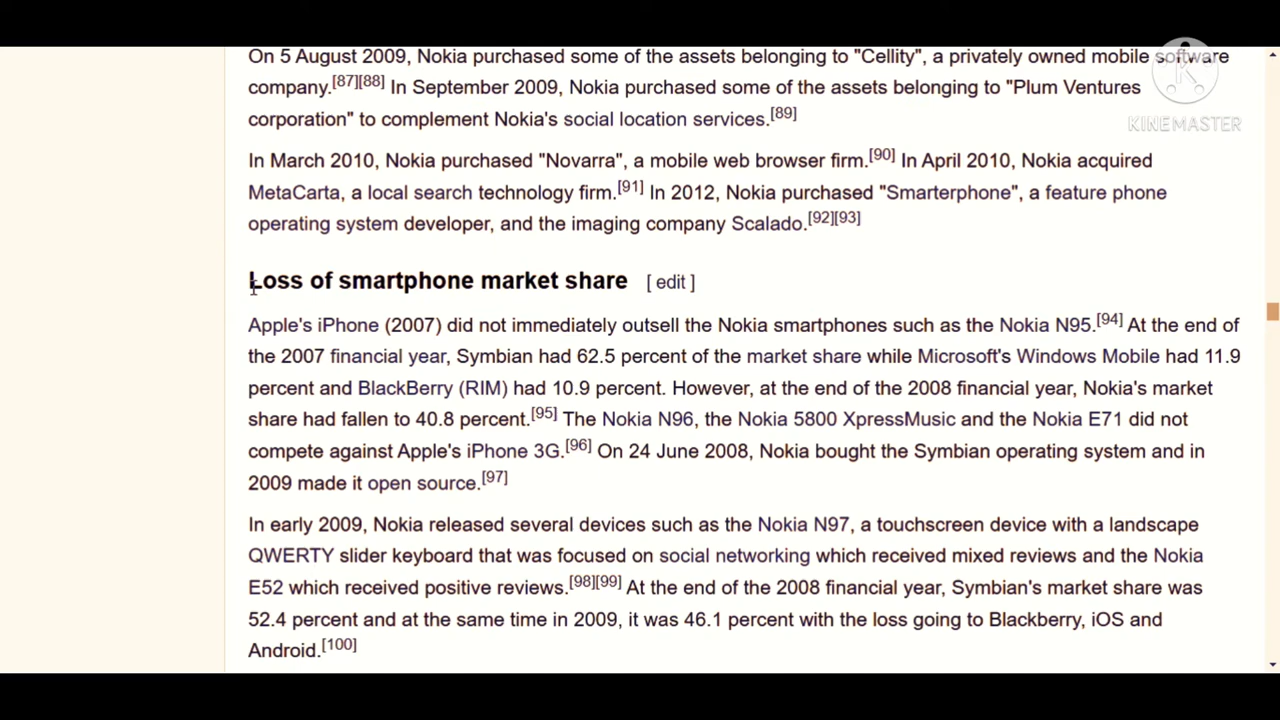 On 5 August 2009, Nokia purchased some of the assets belonging to "Cellity", a privately owned mobile software
company.[87][88] In September 2009, Nokia purchased some of the assets belonging to "Plum Ventures
corporation" to complement Nokia's social location services.[89]
KINEMASTER
In March 2010, Nokia purchased "Novarra", a mobile web browser firm.[90] In April 2010, Nokia acquired
MetaCarta, a local search technology firm.[91] In 2012, Nokia purchased "Smarterphone", a feature phone
operating system developer, and the imaging company Scalado.[92][93]
Loss of smartphone market share [ edit ]
Apple's iPhone (2007) did not immediately outsell the Nokia smartphones such as the Nokia N95.[94] At the end of
the 2007 financial year, Symbian had 62.5 percent of the market share while Microsoft's Windows Mobile had 11.9
percent and BlackBerry (RIM) had 10.9 percent. However, at the end of the 2008 financial year, Nokia's market
share had fallen to 40.8 percent.[95] The Nokia N96, the Nokia 5800 XpressMusic and the Nokia E71 did not
compete against Apple's iPhone 3G.[96] On 24 June 2008, Nokia bought the Symbian operating system and in
2009 made it open source.[97]
In early 2009, Nokia released several devices such as the Nokia N97, a touchscreen device with a landscape
QWERTY slider keyboard that was focused on social networking which received mixed reviews and the Nokia
E52 which received positive reviews.[98][99] At the end of the 2008 financial year, Symbian's market share was
52.4 percent and at the same time in 2009, it was 46.1 percent with the loss going to Blackberry, iOS and
Android.[100]